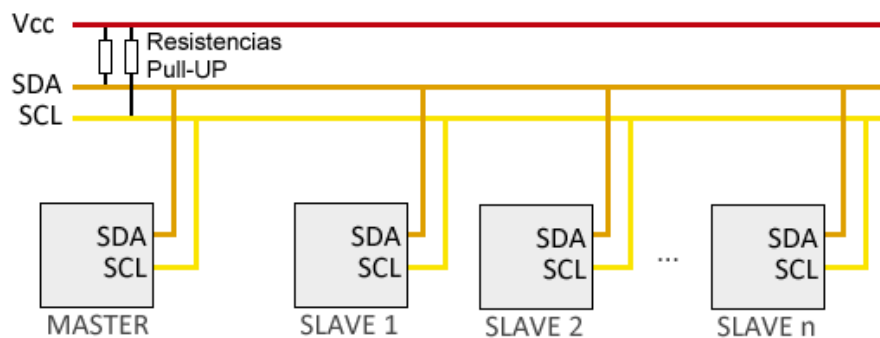 Vcc
Resistencias
Pull-UP
SDA
SCL
SDA
SCL
MASTER
SDA
SCL
SLAVE 1
SDA
SCL
SLAVE 2
...
SDA
SCL
SLAVE n